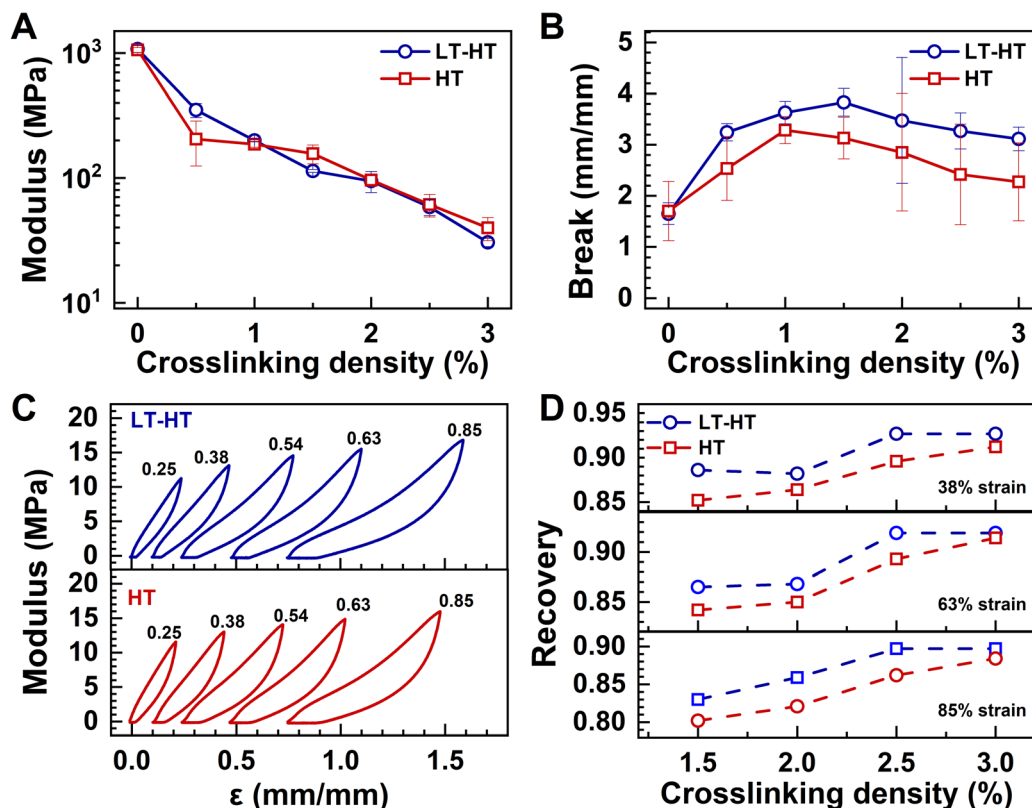 A
Modulus (MPa)
10³
10²
10¹
LT-HT
HT
0
1
2
3
Crosslinking density (%)
B
Break (mm/mm)
5
4
3
2
1
0
LT-HT
HT
0
1
2
3
Crosslinking density (%)
C
Modulus (MPa)
20
15
10
5
0
LT-HT
0.25
0.38
0.54
0.63
0.85
20
15
10
5
0
HT
0.25
0.38
0.54
0.63
0.85
0.0
0.5
1.0
1.5
ε (mm/mm)
D
Recovery
0.95
0.90
0.85
LT-HT
HT
38% strain
0.90
0.85
63% strain
0.90
0.85
0.80
85% strain
1.5
2.0
2.5
3.0
Crosslinking density (%)